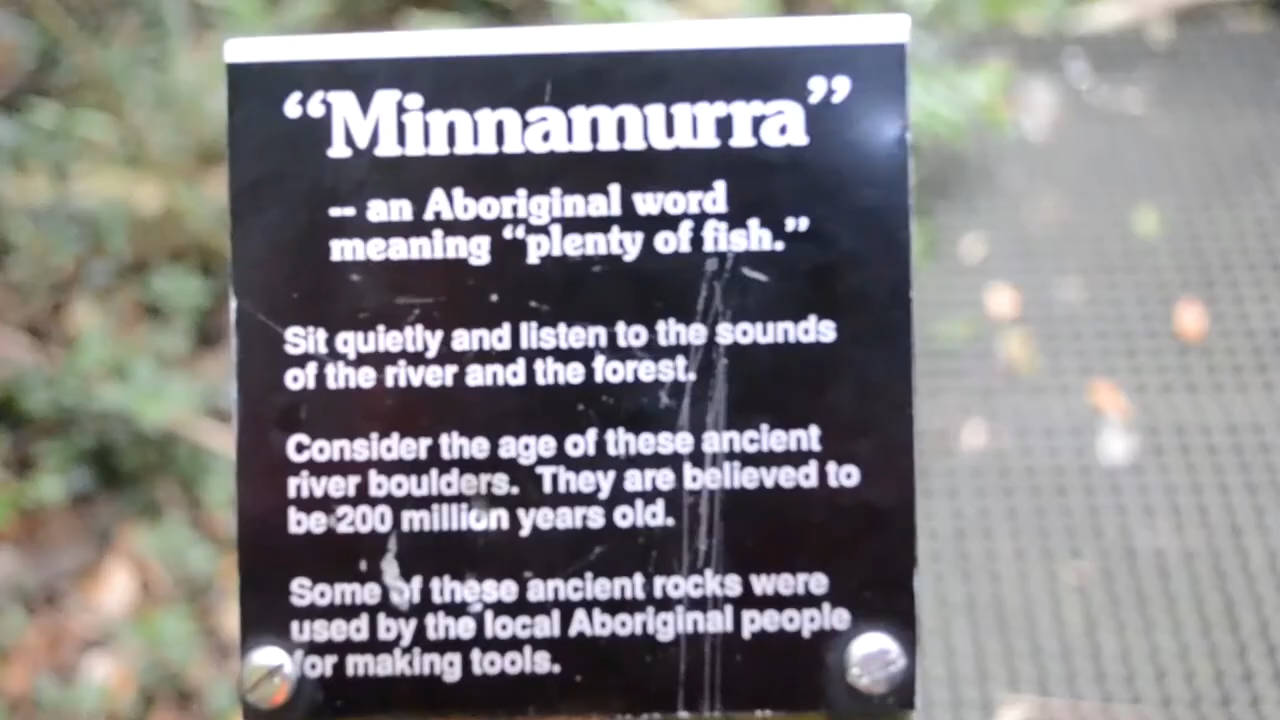 “Minnamurra”
-- an Aboriginal word
meaning “plenty of fish.”
Sit quietly and listen to the sounds
of the river and the forest.
Consider the age of these ancient
river boulders. They are believed to
be 200 million years old.
Some of these ancient rocks were
used by the local Aboriginal people
for making tools.